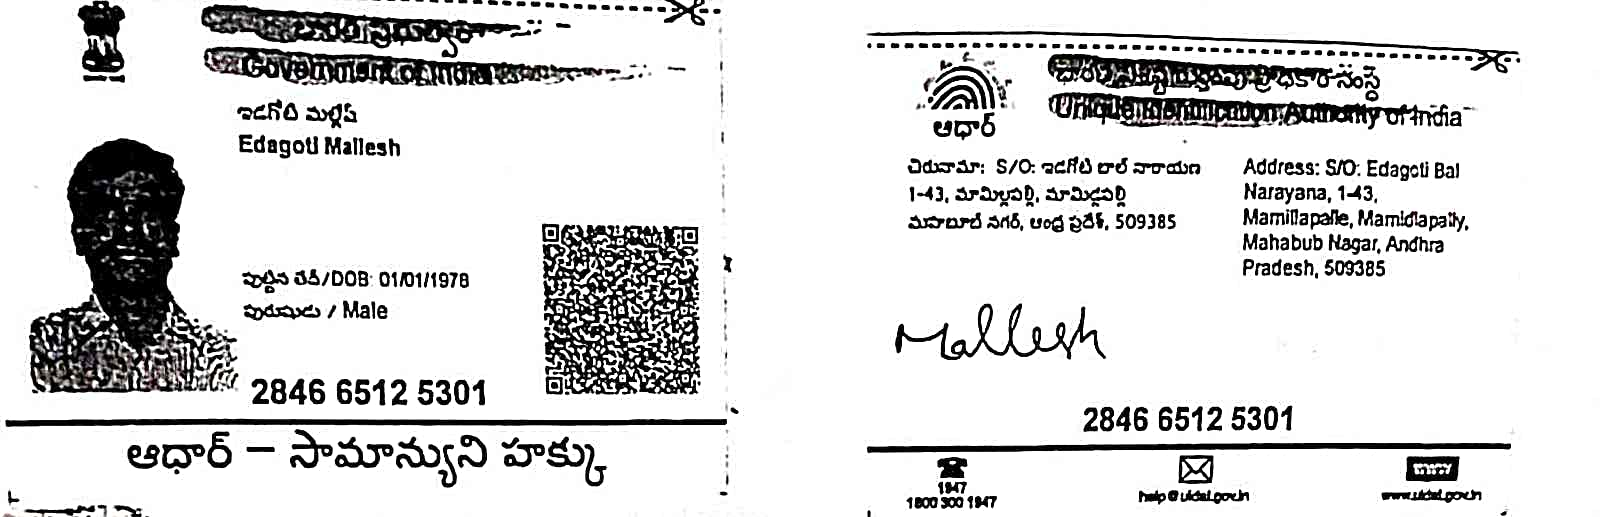 Government of India
ఇడగోటి మల్లేష్
Edagoti Mallesh
పుట్టిన తేదీ/DOB: 01/01/1978
పురుషుడు / Male
2846 6512 5301
ఆధార్ – సామాన్యుని హక్కు
Unique Identification Authority of India
ఆధార్
చిరునామా: S/O: ఇడగోటి బాల్ నారాయణ
1-43, మామిల్లపల్లి, మామిడ్లపల్లి
మహబూబ్ నగర్, ఆంధ్ర ప్రదేశ్, 509385
Address: S/O: Edagoti Bal
Narayana, 1-43,
Mamillapalle, Mamidlapally,
Mahabub Nagar, Andhra
Pradesh, 509385
Mallesh
2846 6512 5301
1947
1800 300 1947
help@uidai.gov.in
www.uidai.gov.in